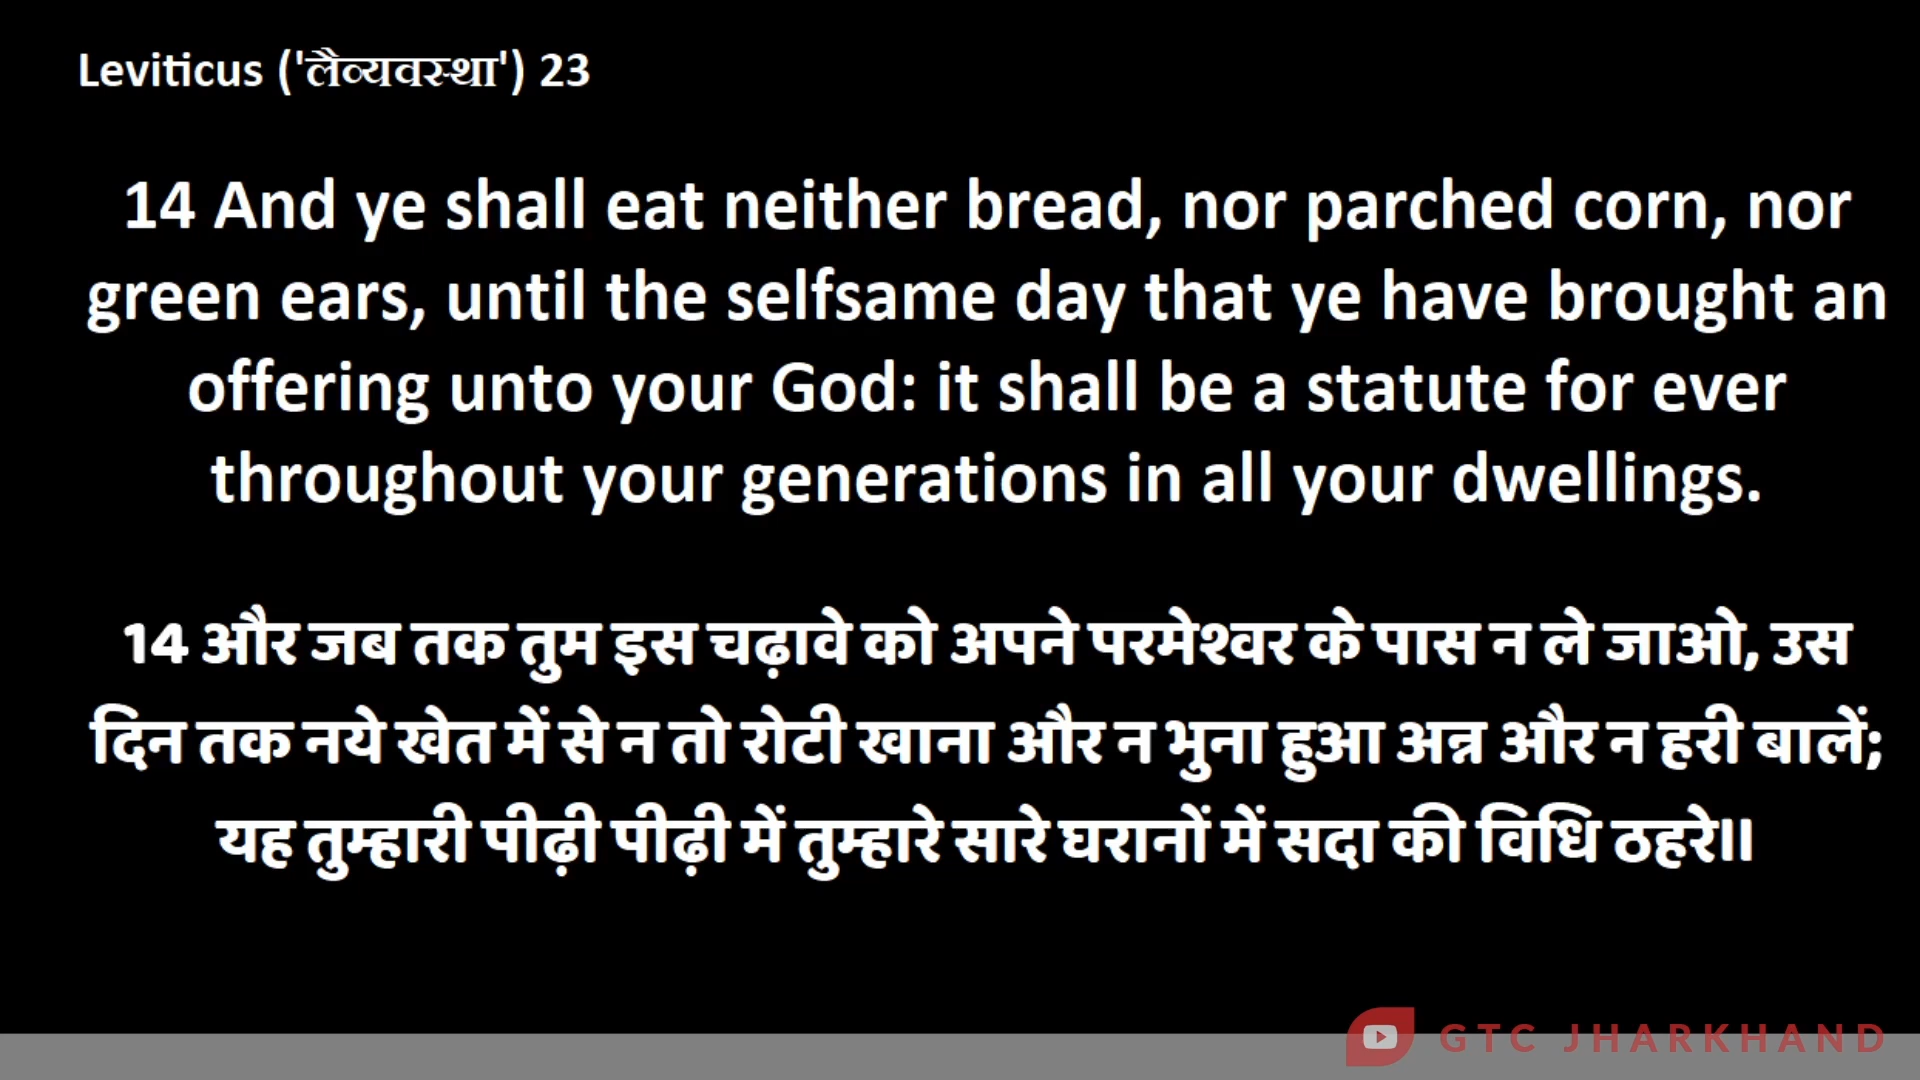 Leviticus ('लैव्यवस्था') 23
14 And ye shall eat neither bread, nor parched corn, nor
green ears, until the selfsame day that ye have brought an
offering unto your God: it shall be a statute for ever
throughout your generations in all your dwellings.
14 और जब तक तुम इस चढ़ावे को अपने परमेश्वर के पास न ले जाओ, उस
दिन तक नये खेत में से न तो रोटी खाना और न भुना हुआ अन्न और न हरी बालें;
यह तुम्हारी पीढ़ी पीढ़ी में तुम्हारे सारे घरानों में सदा की विधि ठहरे॥
GTC JHARKHAND